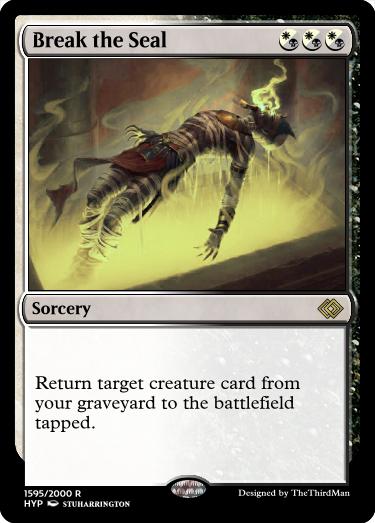 Break the Seal
Sorcery
Return target creature card from
your graveyard to the battlefield
tapped.
1595/2000 R
HYP STUHARRINGTON
Designed by TheThirdMan